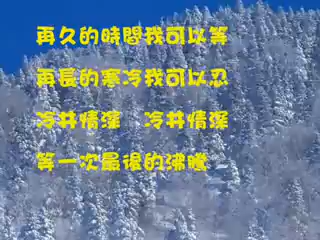 再久的時間我可以等
再長的寒冷我可以忍
冷井情深　冷井情深
等一次最後的沸騰